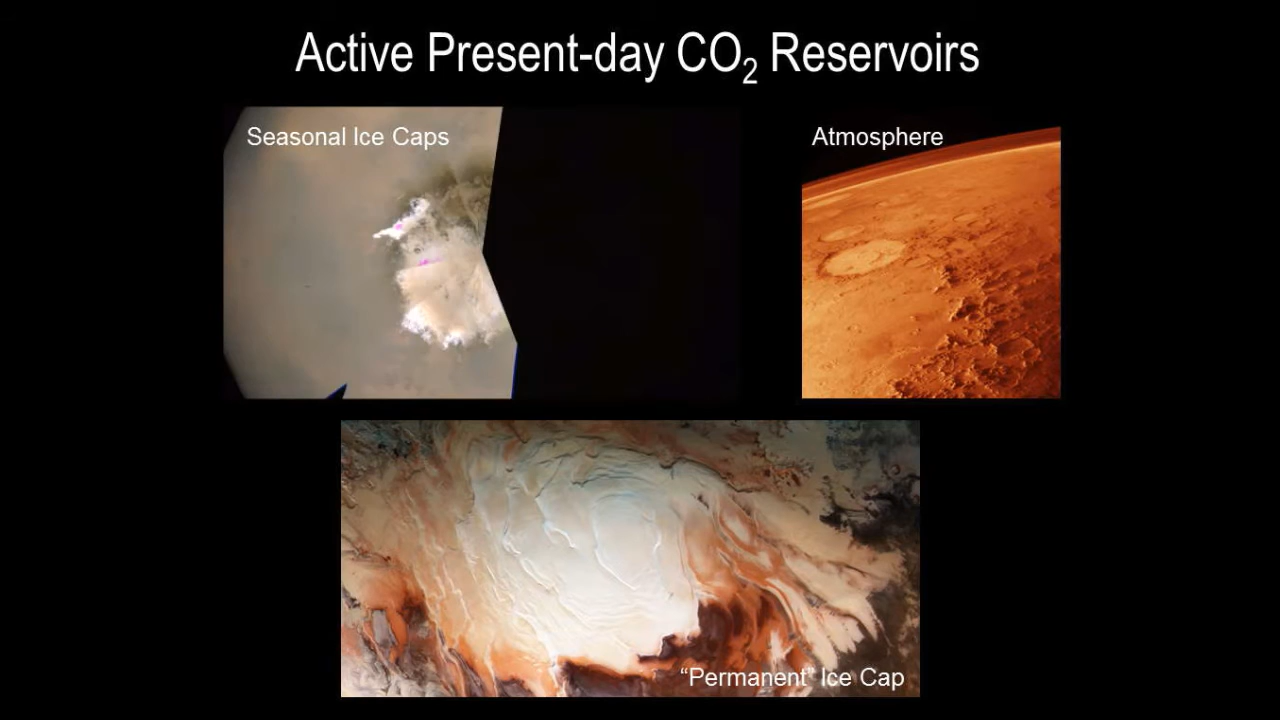 Active Present-day CO₂ Reservoirs
Seasonal Ice Caps
Atmosphere
“Permanent” Ice Cap